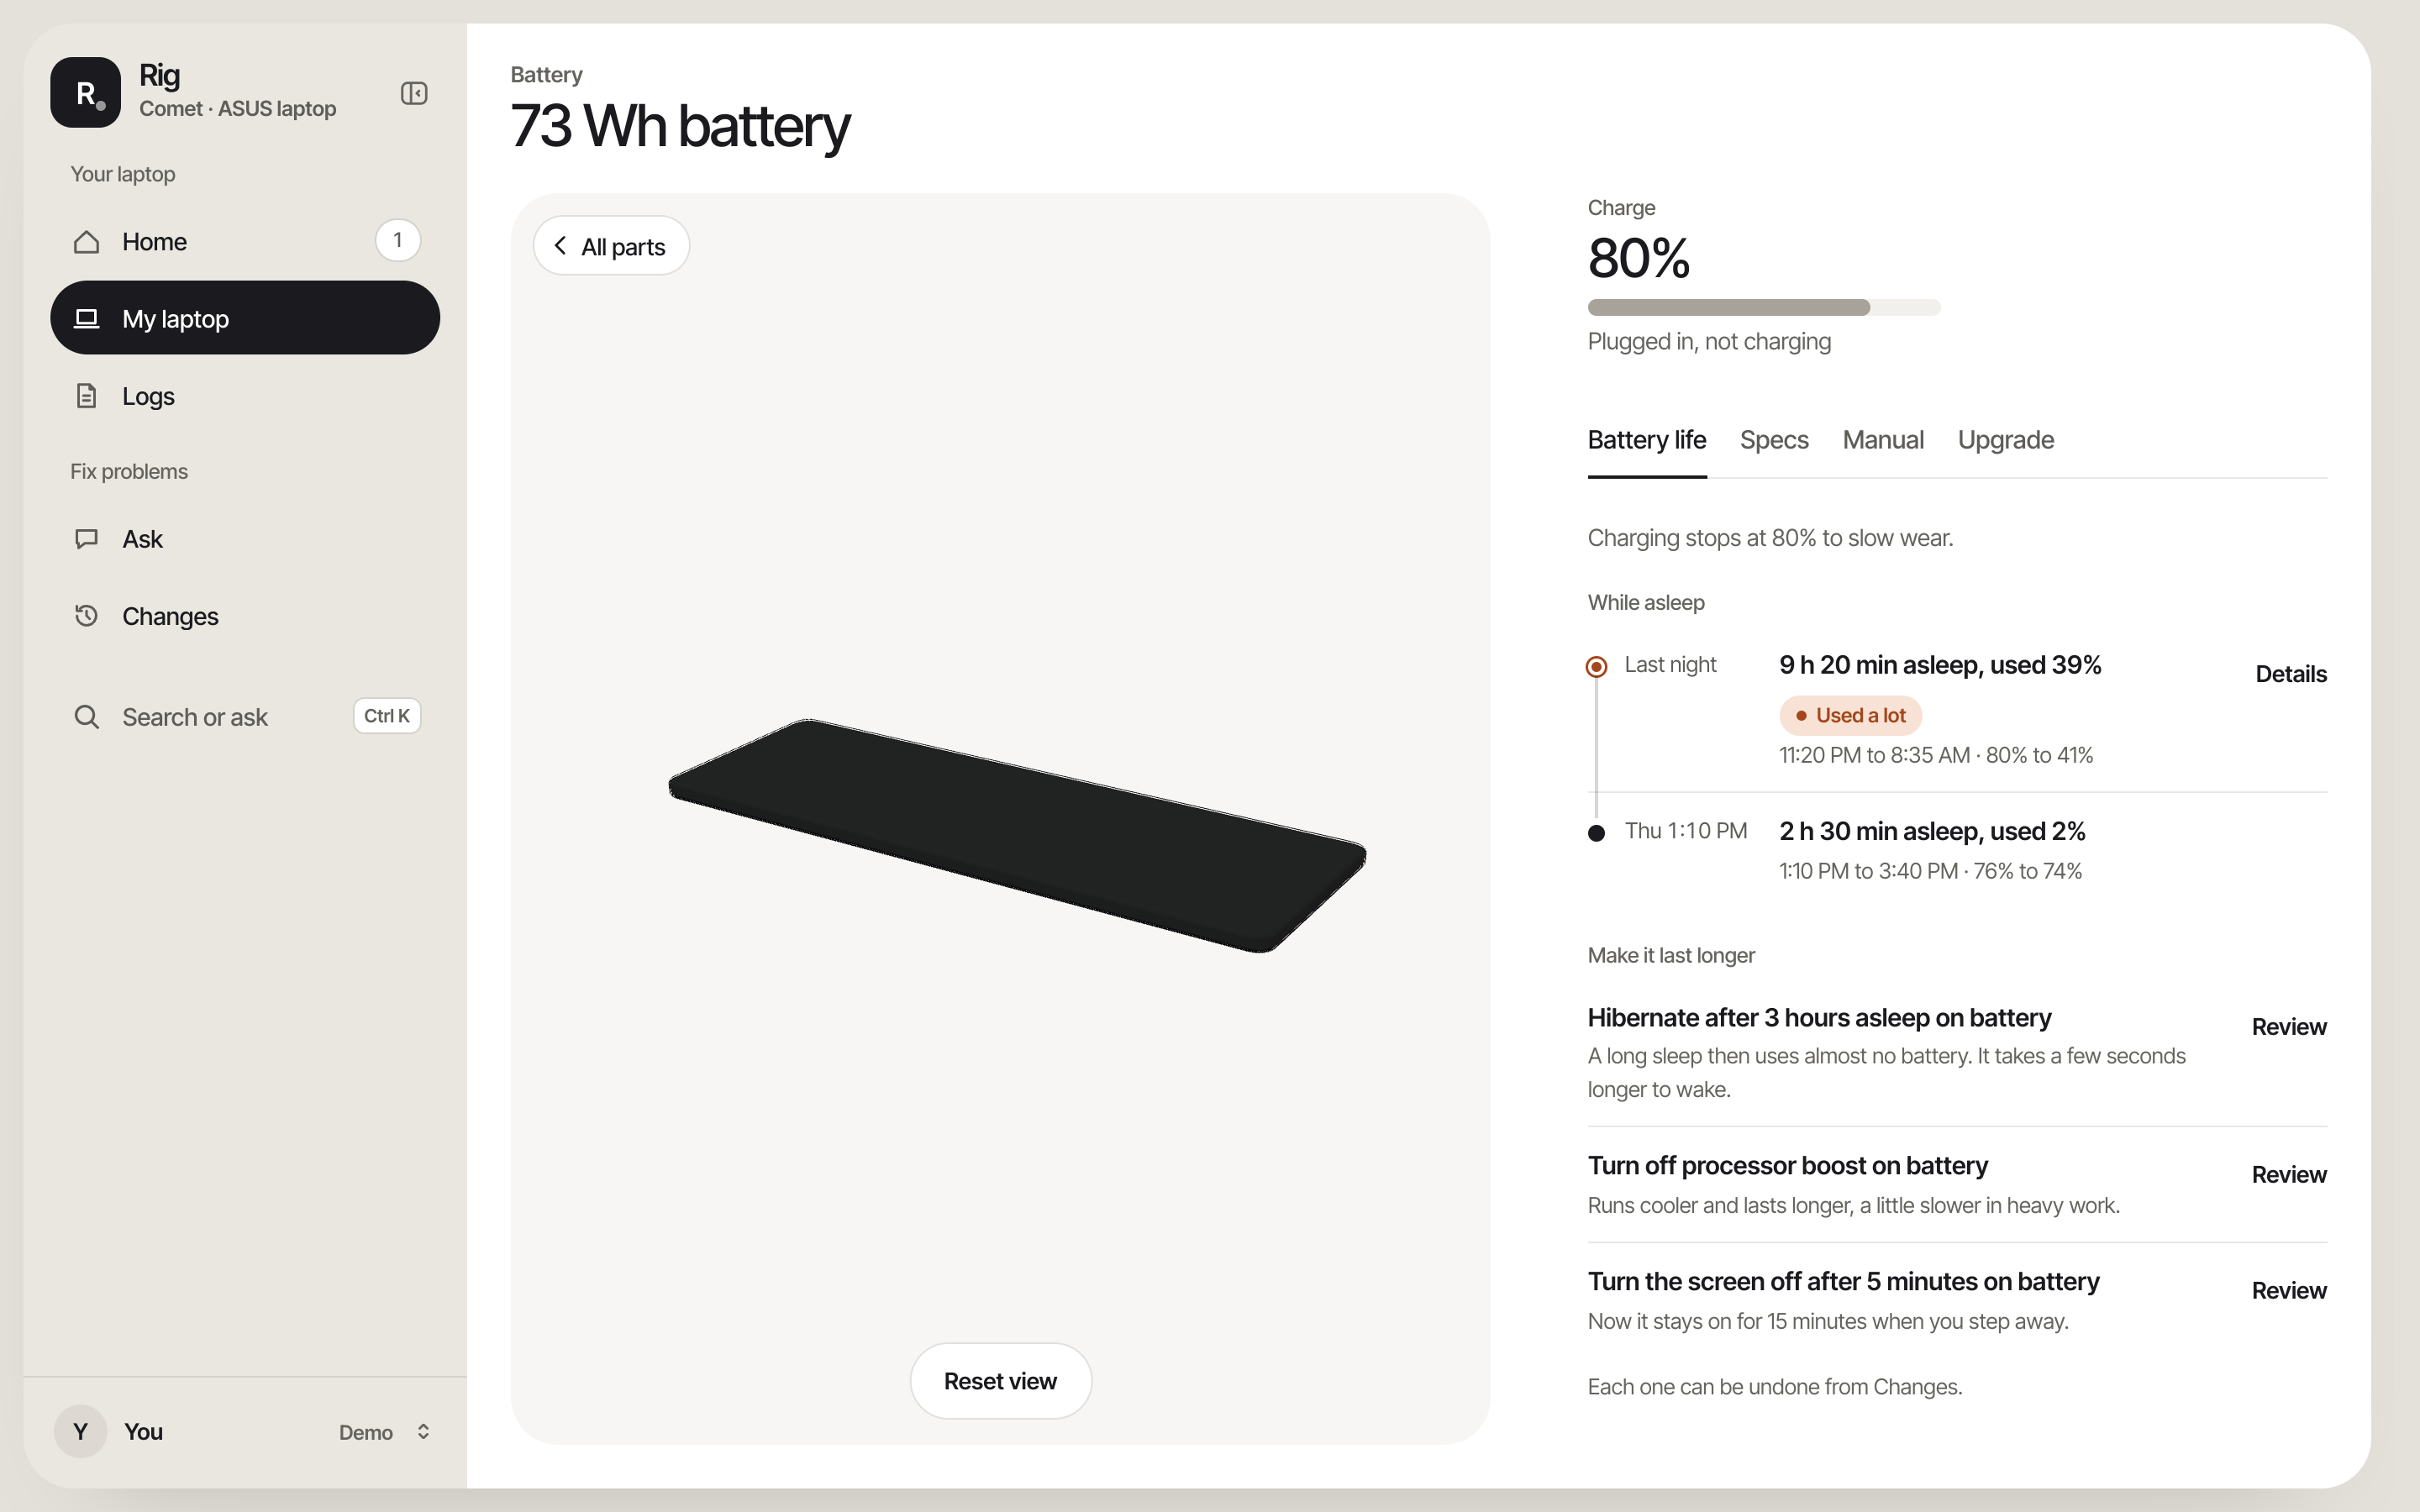 R.
Rig
Comet · ASUS laptop
Your laptop
Home
1
My laptop
Logs
Fix problems
Ask
Changes
Search or ask
Ctrl K
Y
You
Demo
Battery
73 Wh battery
All parts
Reset view
Charge
80%
Plugged in, not charging
Battery life
Specs
Manual
Upgrade
Charging stops at 80% to slow wear.
While asleep
Last night
9 h 20 min asleep, used 39%
Details
Used a lot
11:20 PM to 8:35 AM · 80% to 41%
Thu 1:10 PM
2 h 30 min asleep, used 2%
1:10 PM to 3:40 PM · 76% to 74%
Make it last longer
Hibernate after 3 hours asleep on battery
Review
A long sleep then uses almost no battery. It takes a few seconds
longer to wake.
Turn off processor boost on battery
Review
Runs cooler and lasts longer, a little slower in heavy work.
Turn the screen off after 5 minutes on battery
Review
Now it stays on for 15 minutes when you step away.
Each one can be undone from Changes.